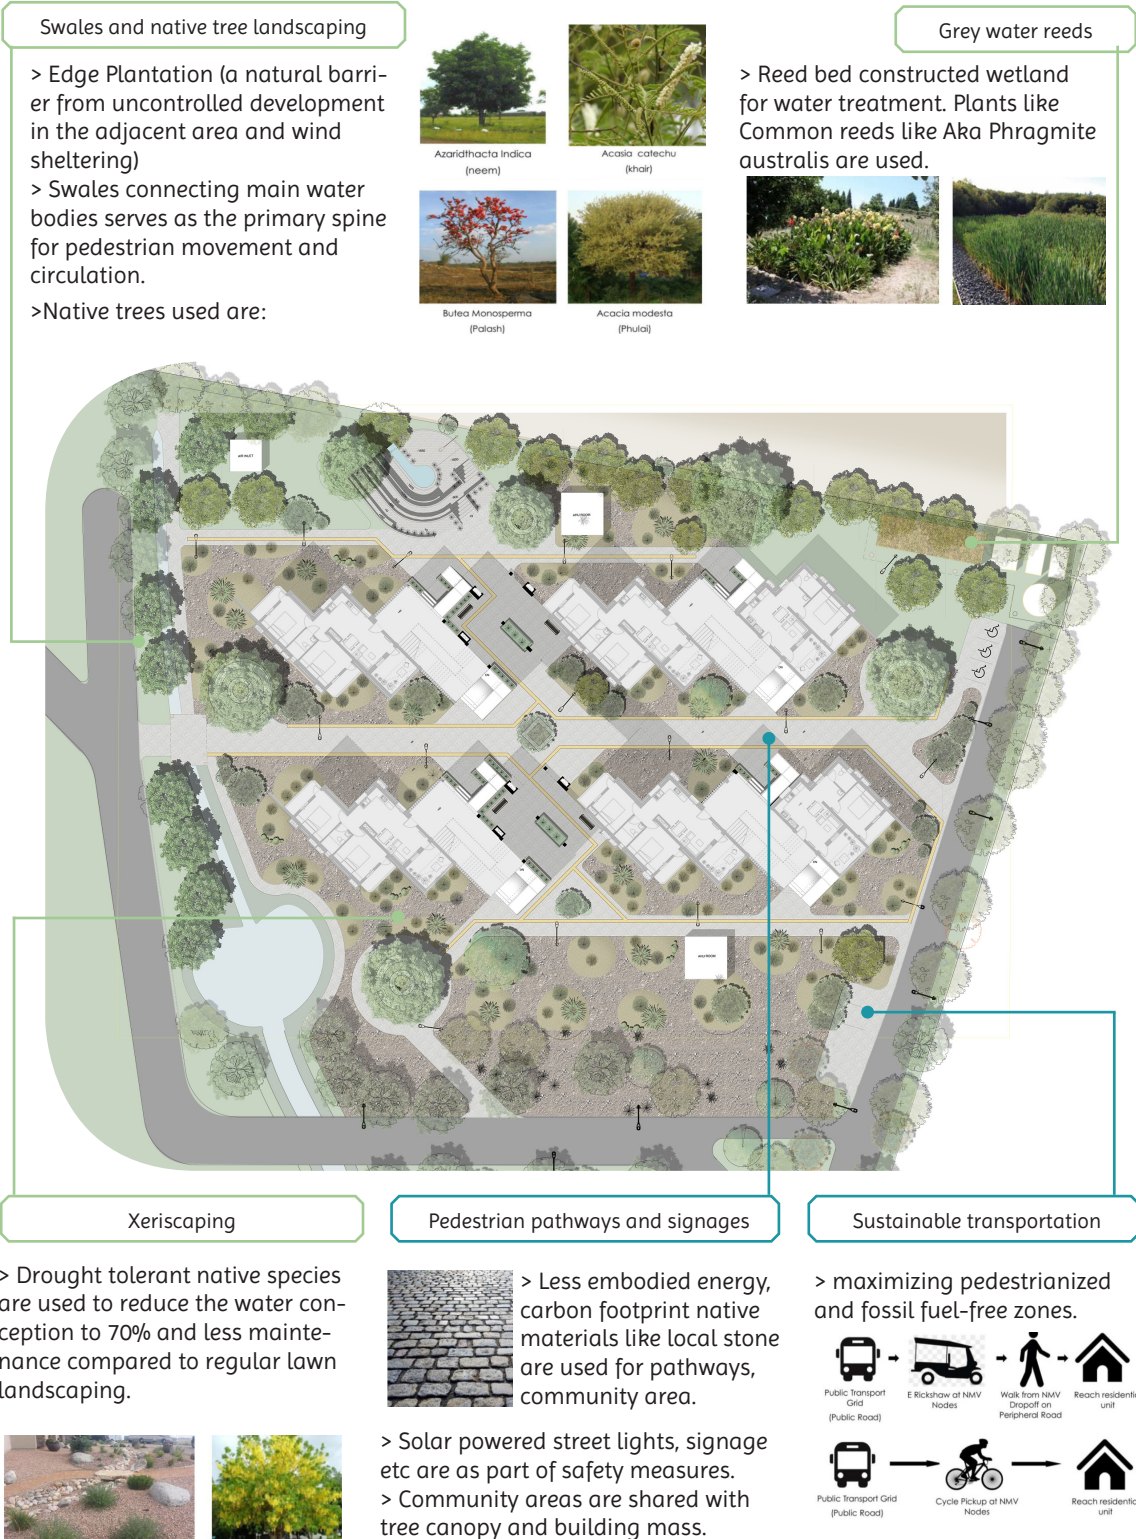 Swales and native tree landscaping
> Edge Plantation (a natural barri-
er from uncontrolled development
in the adjacent area and wind
sheltering)
> Swales connecting main water
bodies serves as the primary spine
for pedestrian movement and
circulation.
>Native trees used are:
Azaridthacta Indica
(neem)
Acasia catechu
(khair)
Butea Monosperma
(Palash)
Acacia modesta
(Phulai)
Grey water reeds
> Reed bed constructed wetland
for water treatment. Plants like
Common reeds like Aka Phragmite
australis are used.
AHU ROOM
Xeriscaping
> Drought tolerant native species
are used to reduce the water con-
ception to 70% and less mainte-
nance compared to regular lawn
landscaping.
Pedestrian pathways and signages
> Less embodied energy,
carbon footprint native
materials like local stone
are used for pathways,
community area.
> Solar powered street lights, signage
etc are as part of safety measures.
> Community areas are shared with
tree canopy and building mass.
Sustainable transportation
> maximizing pedestrianized
and fossil fuel-free zones.
Public Transport
Grid
(Public Road)
E Rickshaw at NMV
Nodes
Walk from NMV
Dropoff on
Peripheral Road
Reach residentic
unit
Public Transport Grid
(Public Road)
Cycle Pickup at NMV
Nodes
Reach residentic
unit